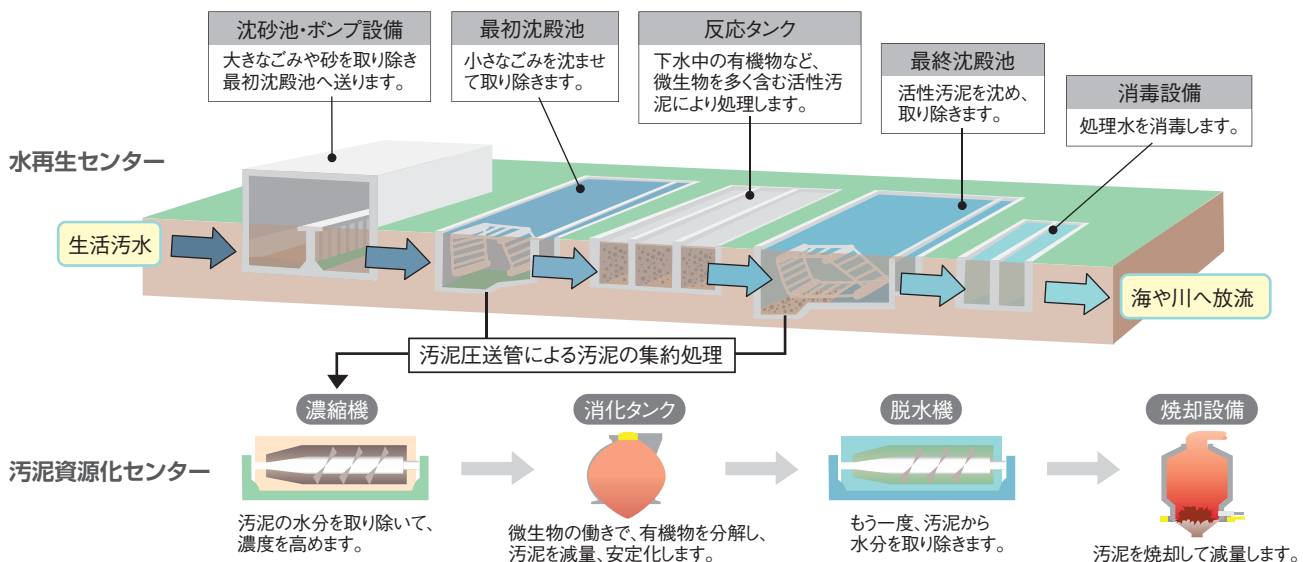 沈砂池・ポンプ設備
大きなごみや砂を取り除き
最初沈殿池へ送ります。
最初沈殿池
小さなごみを沈ませ
て取り除きます。
反応タンク
下水中の有機物など、
微生物を多く含む活性汚
泥により処理します。
最終沈殿池
活性汚泥を沈め、
取り除きます。
消毒設備
処理水を消毒します。
水再生センター
生活汚水
海や川へ放流
汚泥圧送管による汚泥の集約処理
汚泥資源化センター
濃縮機
汚泥の水分を取り除いて、
濃度を高めます。
消化タンク
微生物の働きで、有機物を分解し、
汚泥を減量、安定化します。
脱水機
もう一度、汚泥から
水分を取り除きます。
焼却設備
汚泥を焼却して減量します。